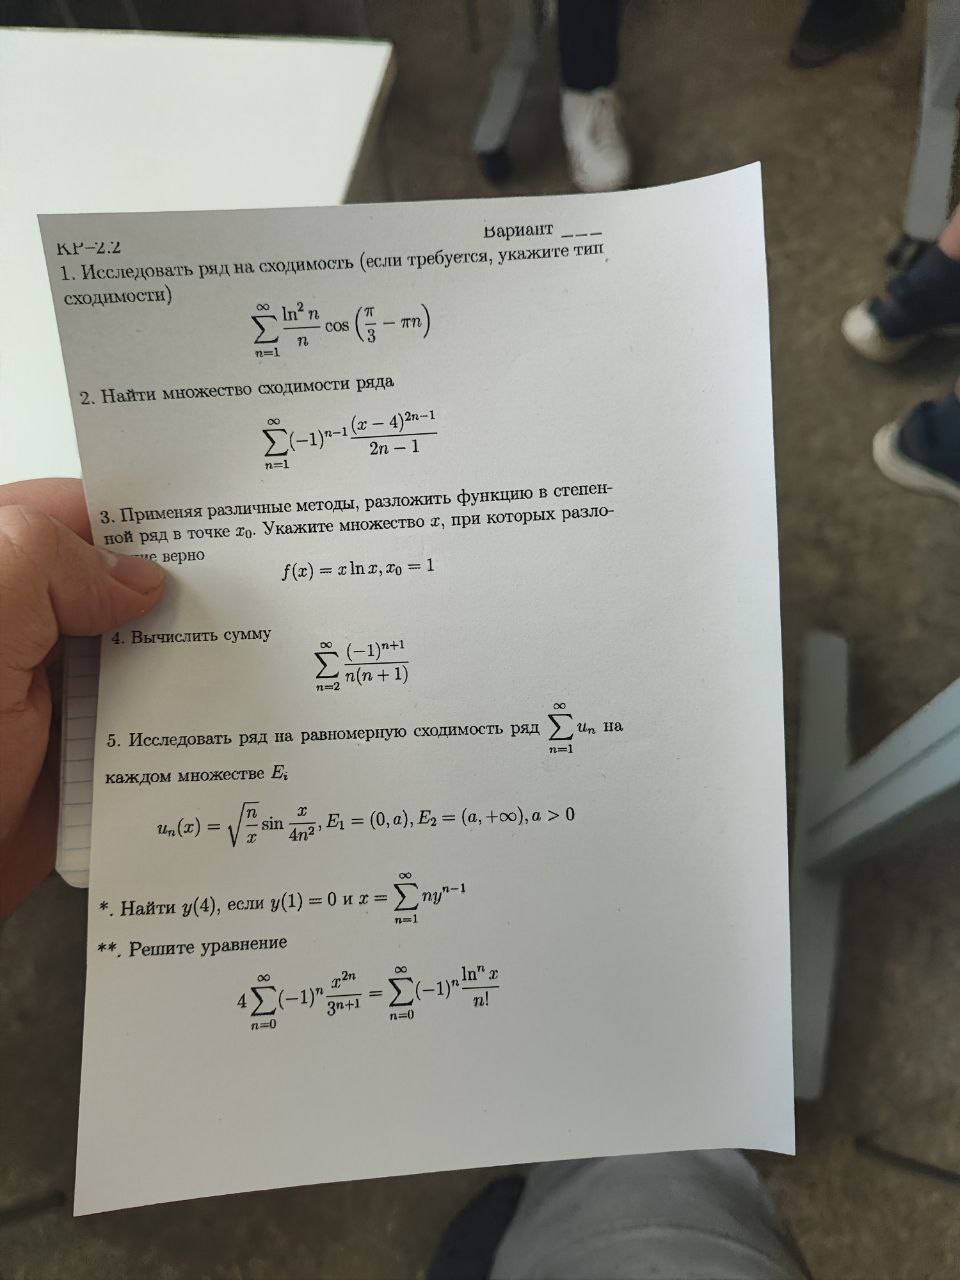 КР–2.2 Вариант ___
1. Исследовать ряд на сходимость (если требуется, укажите тип
сходимости)
\sum_{n=1}^{\infty} \frac{\ln^2 n}{n} \cos\left(\frac{\pi}{3} - \pi n\right)
2. Найти множество сходимости ряда
\sum_{n=1}^{\infty} (-1)^{n-1} \frac{(x-4)^{2n-1}}{2n-1}
3. Применяя различные методы, разложить функцию в степен-
ной ряд в точке x_0. Укажите множество x, при которых разло-
верно
f(x) = x \ln x, x_0 = 1
4. Вычислить сумму
\sum_{n=2}^{\infty} \frac{(-1)^{n+1}}{n(n+1)}
5. Исследовать ряд на равномерную сходимость ряд \sum_{n=1}^{\infty} u_n на
каждом множестве E_i
u_n(x) = \sqrt{\frac{n}{x}} \sin \frac{x}{4n^2}, E_1 = (0, a), E_2 = (a, +\infty), a > 0
*. Найти y(4), если y(1) = 0 и x = \sum_{n=1}^{\infty} ny^{n-1}
**. Решите уравнение
4 \sum_{n=0}^{\infty} (-1)^n \frac{x^{2n}}{3^{n+1}} = \sum_{n=0}^{\infty} (-1)^n \frac{\ln^n x}{n!}